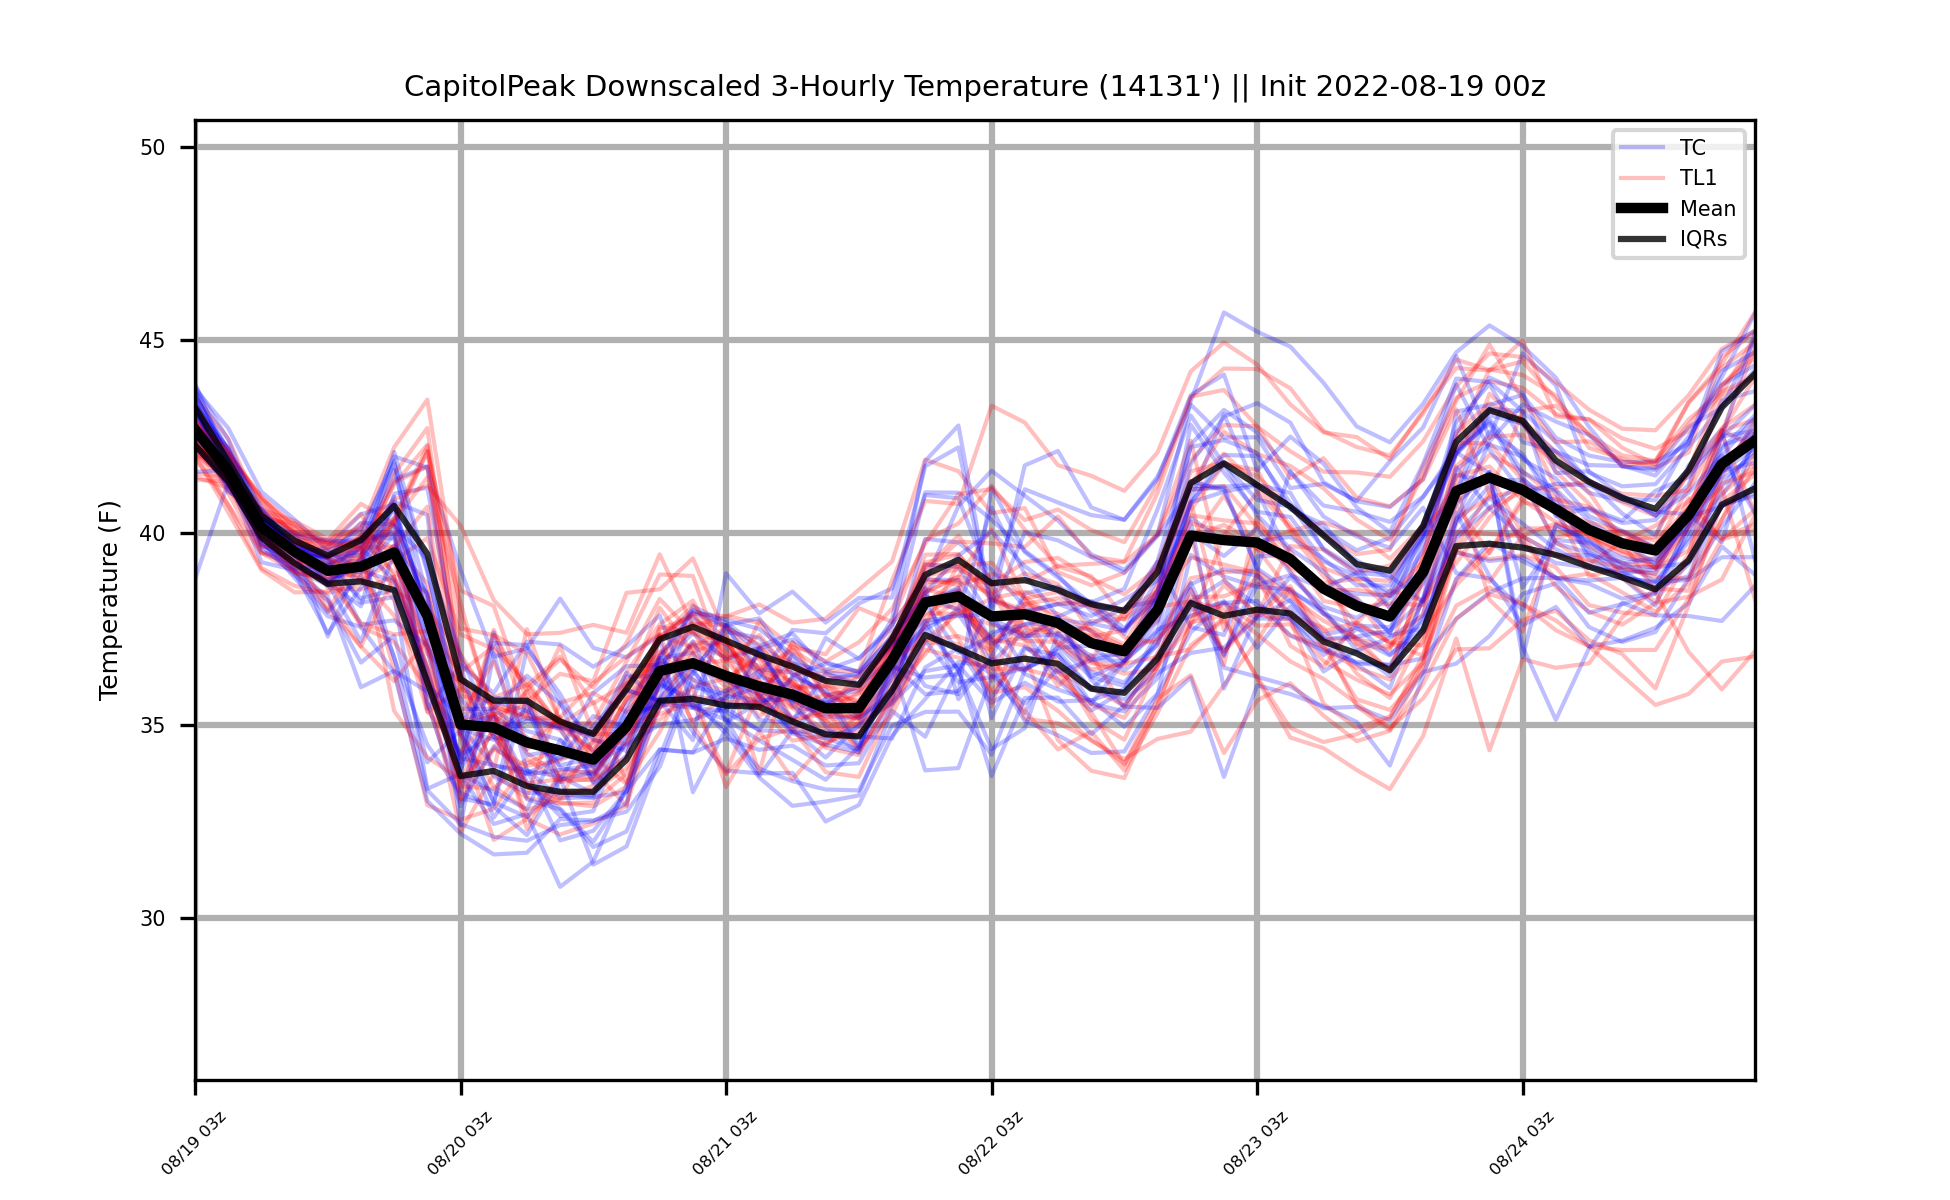 CapitolPeak Downscaled 3-Hourly Temperature (14131') || Init 2022-08-19 00z
TC
TL1
Mean
IQRs
Temperature (F)
50
45
40
35
30
08/19 03z
08/20 03z
08/21 03z
08/22 03z
08/23 03z
08/24 03z